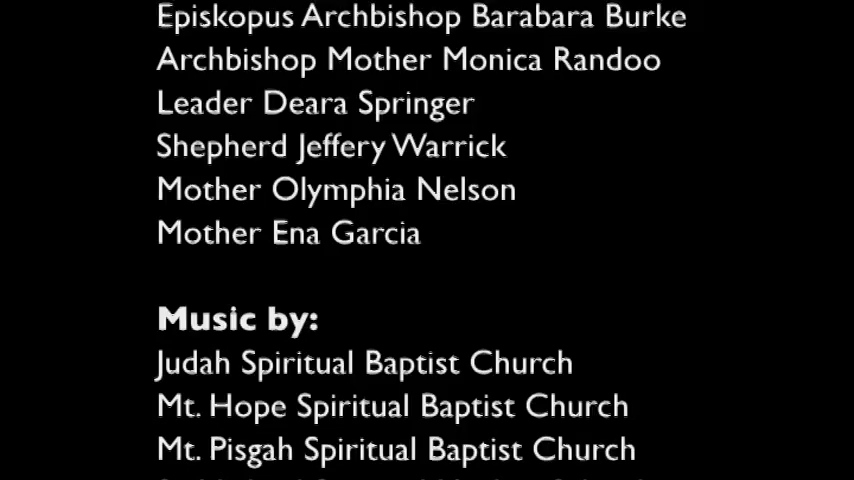 Episkopus Archbishop Barabara Burke
Archbishop Mother Monica Randoo
Leader Deara Springer
Shepherd Jeffery Warrick
Mother Olymphia Nelson
Mother Ena Garcia
Music by:
Judah Spiritual Baptist Church
Mt. Hope Spiritual Baptist Church
Mt. Pisgah Spiritual Baptist Church